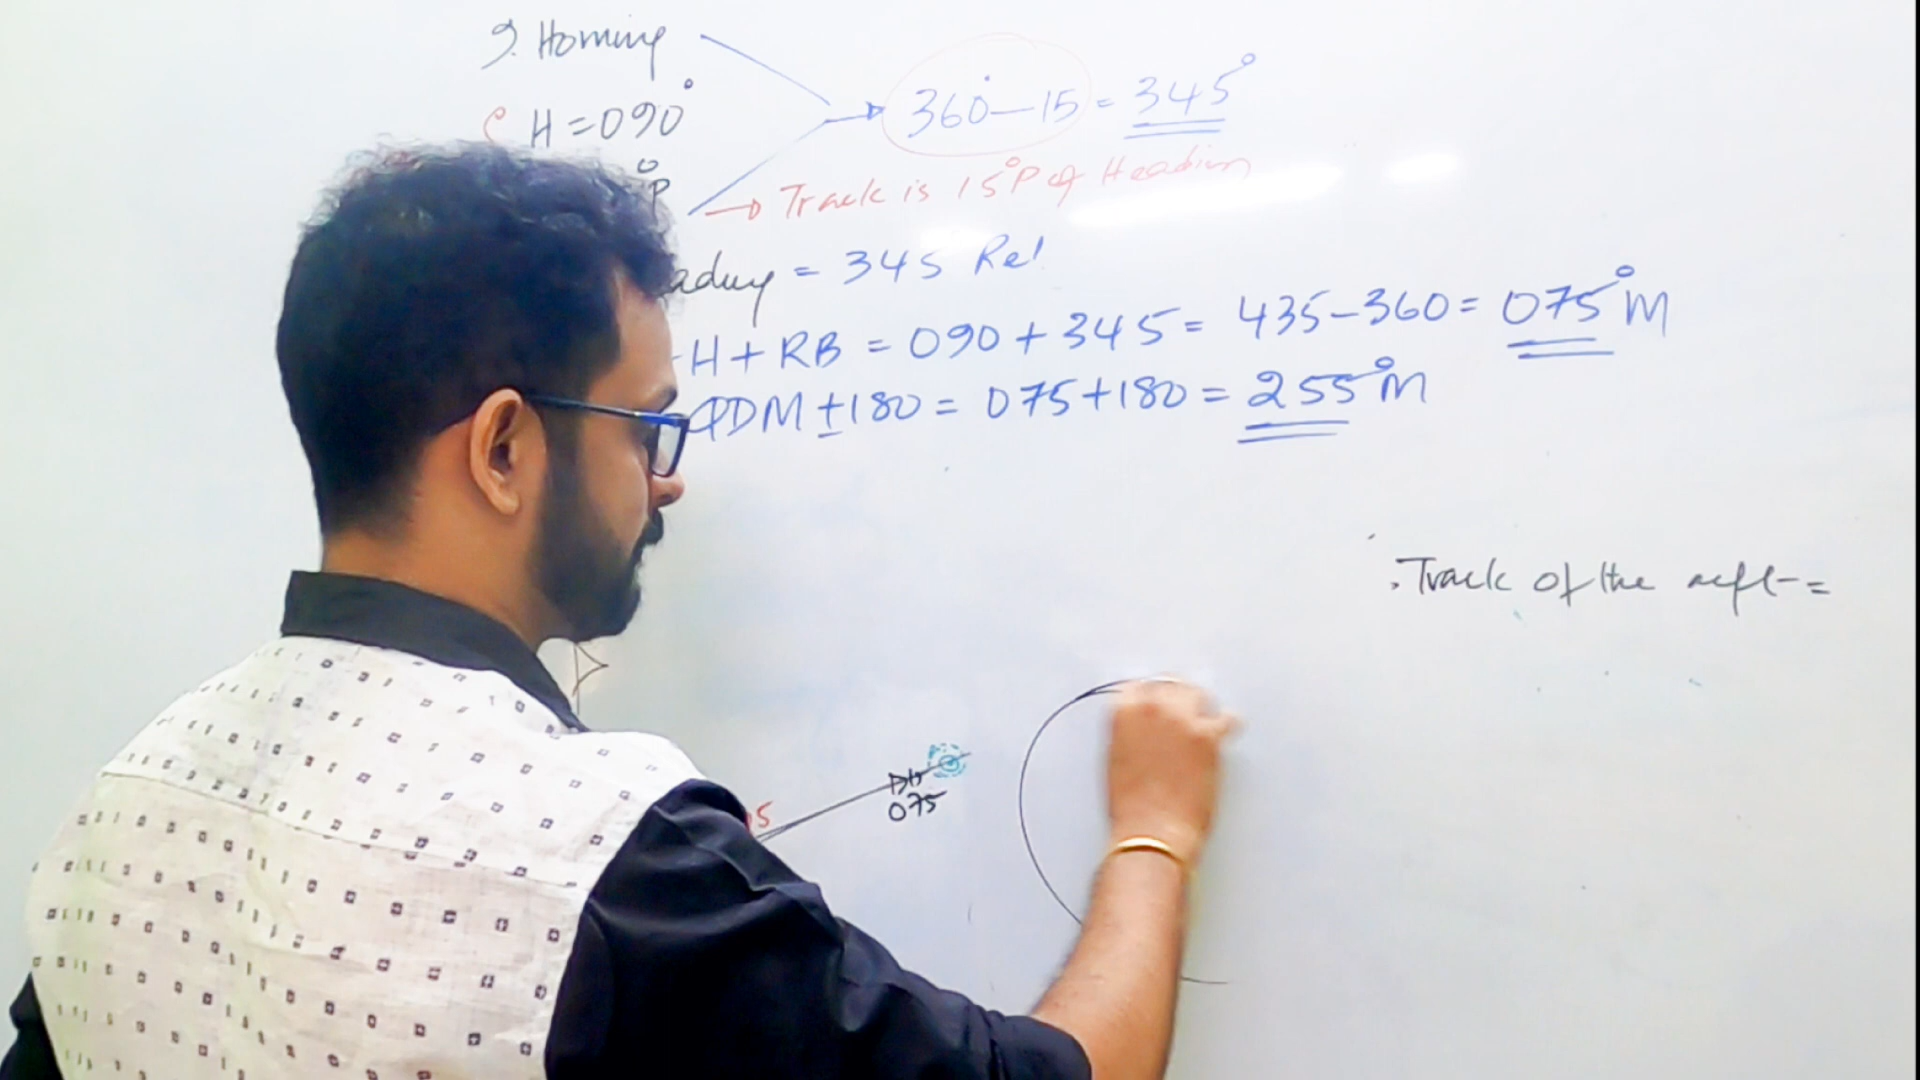 9. Homing
360° - 15 = 345°
H = 090°
°P
→ Track is 15°P of Heading
ading = 345 Rel
H + RB = 090 + 345 = 435 - 360 = 075°M
QDM ± 180 = 075 + 180 = 255°M
Track of the acft =
075